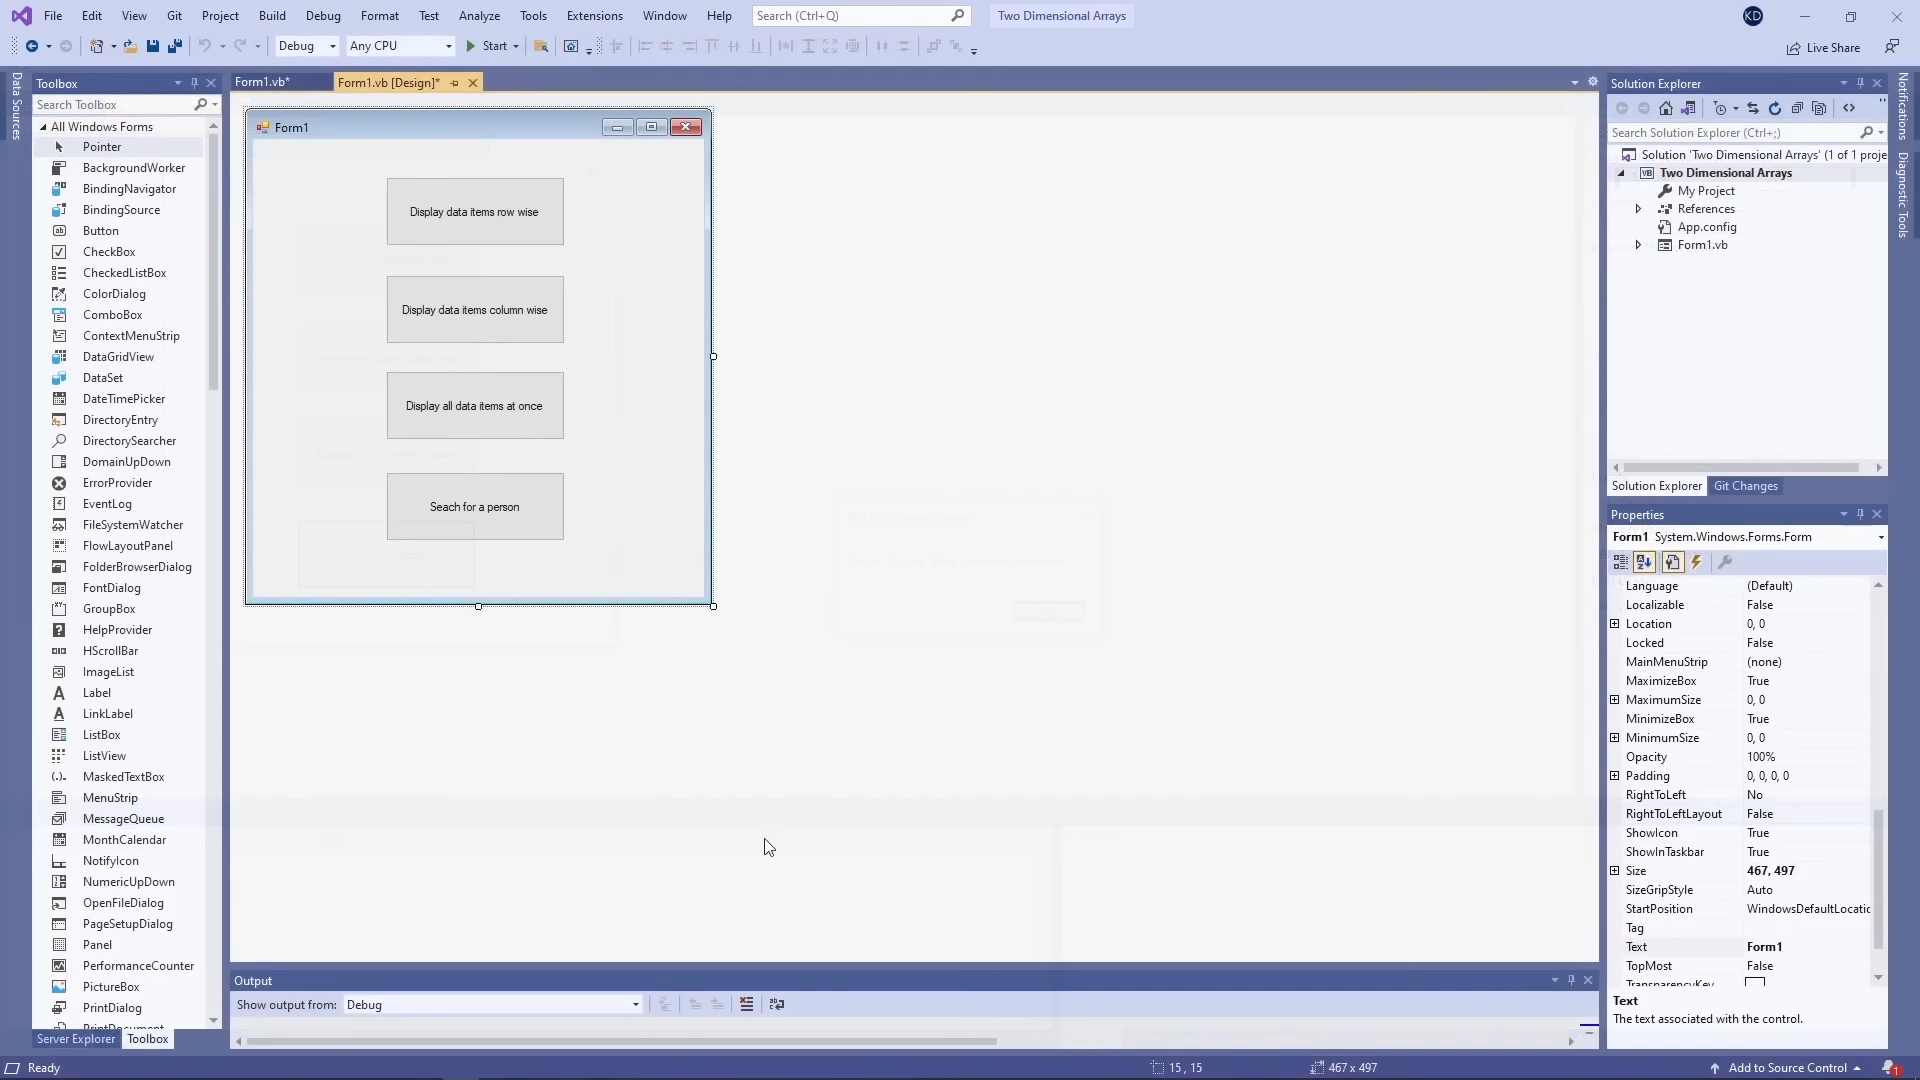 File Edit View Git Project Build Debug Format Test Analyze Tools Extensions Window Help Search (Ctrl+Q) Two Dimensional Arrays KD
Debug Any CPU Start Live Share
Data Sources
Toolbox
Search Toolbox
All Windows Forms
Pointer
BackgroundWorker
BindingNavigator
BindingSource
Button
CheckBox
CheckedListBox
ColorDialog
ComboBox
ContextMenuStrip
DataGridView
DataSet
DateTimePicker
DirectoryEntry
DirectorySearcher
DomainUpDown
ErrorProvider
EventLog
FileSystemWatcher
FlowLayoutPanel
FolderBrowserDialog
FontDialog
GroupBox
HelpProvider
HScrollBar
ImageList
Label
LinkLabel
ListBox
ListView
MaskedTextBox
MenuStrip
MessageQueue
MonthCalendar
NotifyIcon
NumericUpDown
OpenFileDialog
PageSetupDialog
Panel
PerformanceCounter
PictureBox
PrintDialog
PrintDocument
Server Explorer Toolbox
Form1.vb* Form1.vb [Design]*
Form1
Display data items row wise
Display data items column wise
Display all data items at once
Seach for a person
Output
Show output from: Debug
Solution Explorer
Search Solution Explorer (Ctrl+;)
Solution 'Two Dimensional Arrays' (1 of 1 proje
VB Two Dimensional Arrays
My Project
References
App.config
Form1.vb
Solution Explorer Git Changes
Properties
Form1 System.Windows.Forms.Form
Language (Default)
Localizable False
Location 0, 0
Locked False
MainMenuStrip (none)
MaximizeBox True
MaximumSize 0, 0
MinimizeBox True
MinimumSize 0, 0
Opacity 100%
Padding 0, 0, 0, 0
RightToLeft No
RightToLeftLayout False
ShowIcon True
ShowInTaskbar True
Size 467, 497
SizeGripStyle Auto
StartPosition WindowsDefaultLocatio
Tag
Text Form1
TopMost False
TransparencyKey
Text
The text associated with the control.
Notifications
Diagnostic Tools
Ready 15 , 15 467 x 497 Add to Source Control 1